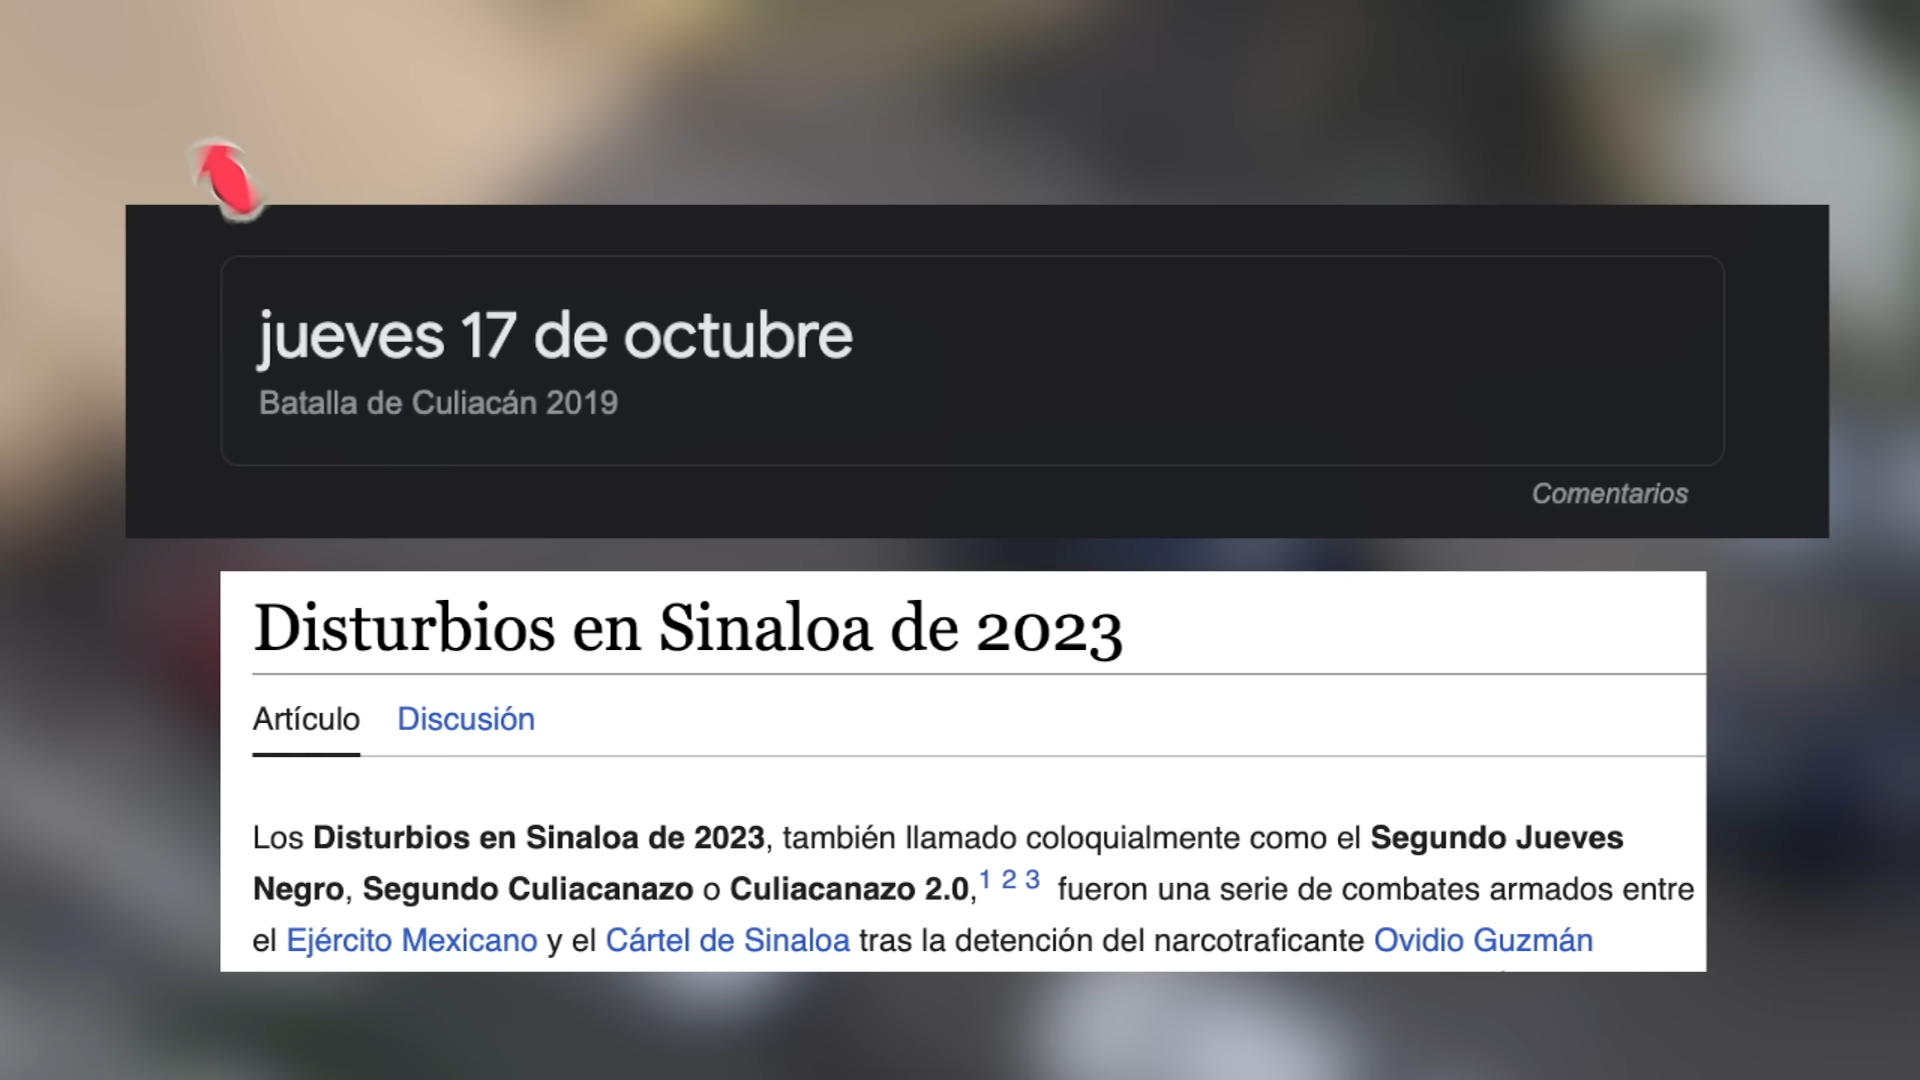 jueves 17 de octubre
Batalla de Culiacán 2019
Comentarios
Disturbios en Sinaloa de 2023
Artículo Discusión
Los Disturbios en Sinaloa de 2023, también llamado coloquialmente como el Segundo Jueves
Negro, Segundo Culiacanazo o Culiacanazo 2.0,1 2 3 fueron una serie de combates armados entre
el Ejército Mexicano y el Cártel de Sinaloa tras la detención del narcotraficante Ovidio Guzmán